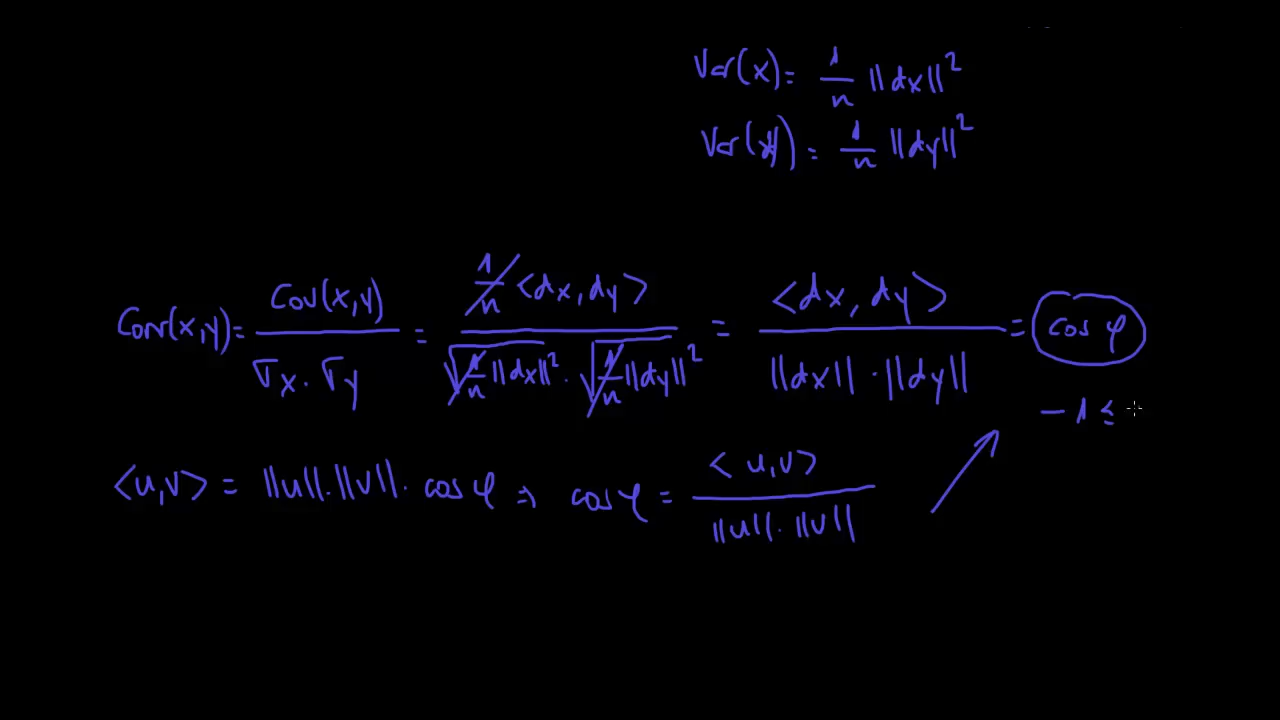 Var(x) = 1/n ||dx||²
Var(y) = 1/n ||dy||²
Corr(x,y) = Cov(x,y) / σx · σy = 1/n <dx, dy> / √(1/n ||dx||²) · √(1/n ||dy||²) = <dx, dy> / ||dx|| · ||dy|| = cos φ
-1 ≤
<u,v> = ||u|| · ||v|| · cos φ ⇒ cos φ = <u,v> / ||u|| · ||v||